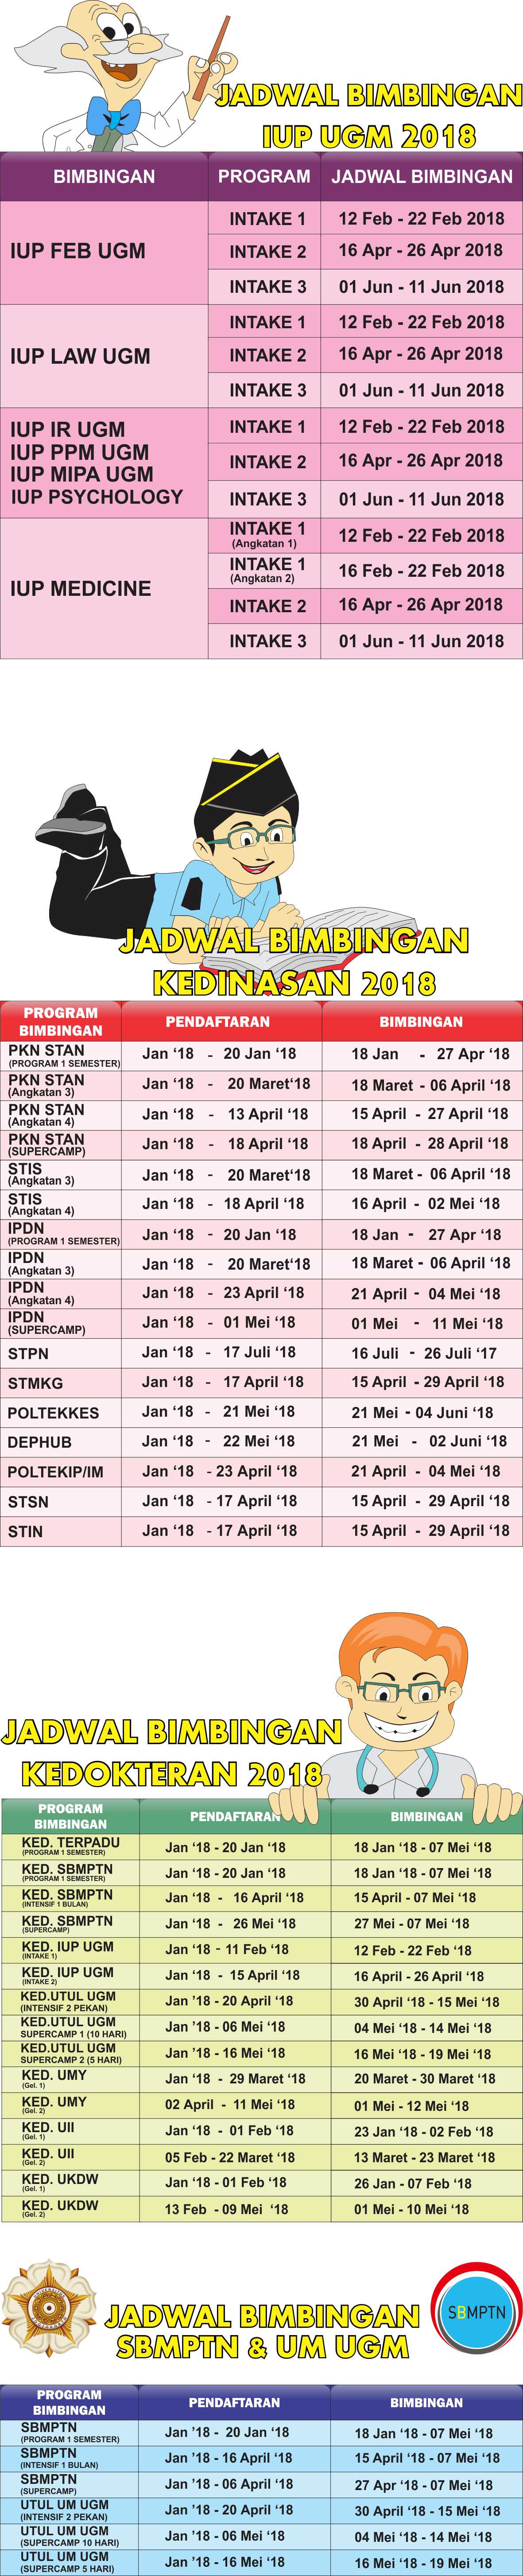 JADWAL BIMBINGAN
IUP UGM 2018
BIMBINGAN PROGRAM JADWAL BIMBINGAN
IUP FEB UGM
INTAKE 1 12 Feb - 22 Feb 2018
INTAKE 2 16 Apr - 26 Apr 2018
INTAKE 3 01 Jun - 11 Jun 2018
IUP LAW UGM
INTAKE 1 12 Feb - 22 Feb 2018
INTAKE 2 16 Apr - 26 Apr 2018
INTAKE 3 01 Jun - 11 Jun 2018
IUP IR UGM
IUP PPM UGM
IUP MIPA UGM
IUP PSYCHOLOGY
INTAKE 1 12 Feb - 22 Feb 2018
INTAKE 2 16 Apr - 26 Apr 2018
INTAKE 3 01 Jun - 11 Jun 2018
IUP MEDICINE
INTAKE 1
(Angkatan 1)
12 Feb - 22 Feb 2018
INTAKE 1
(Angkatan 2)
16 Feb - 22 Feb 2018
INTAKE 2 16 Apr - 26 Apr 2018
INTAKE 3 01 Jun - 11 Jun 2018
JADWAL BIMBINGAN
KEDINASAN 2018
PROGRAM
BIMBINGAN
PENDAFTARAN BIMBINGAN
PKN STAN
(PROGRAM 1 SEMESTER)
Jan ‘18 - 20 Jan ‘18 18 Jan - 27 Apr ‘18
PKN STAN
(Angkatan 3)
Jan ‘18 - 20 Maret‘18 18 Maret - 06 April ‘18
PKN STAN
(Angkatan 4)
Jan ‘18 - 13 April ‘18 15 April - 27 April ‘18
PKN STAN
(SUPERCAMP)
Jan ‘18 - 18 April ‘18 18 April - 28 April ‘18
STIS
(Angkatan 3)
Jan ‘18 - 20 Maret‘18 18 Maret - 06 April ‘18
STIS
(Angkatan 4)
Jan ‘18 - 18 April ‘18 16 April - 02 Mei ‘18
IPDN
(PROGRAM 1 SEMESTER)
Jan ‘18 - 20 Jan ‘18 18 Jan - 27 Apr ‘18
IPDN
(Angkatan 3)
Jan ‘18 - 20 Maret‘18 18 Maret - 06 April ‘18
IPDN
(Angkatan 4)
Jan ‘18 - 23 April ‘18 21 April - 04 Mei ‘18
IPDN
(SUPERCAMP)
Jan ‘18 - 01 Mei ‘18 01 Mei - 11 Mei ‘18
STPN Jan ‘18 - 17 Juli ‘18 16 Juli - 26 Juli ‘17
STMKG Jan ‘18 - 17 April ‘18 15 April - 29 April ‘18
POLTEKKES Jan ‘18 - 21 Mei ‘18 21 Mei - 04 Juni ‘18
DEPHUB Jan ‘18 - 22 Mei ‘18 21 Mei - 02 Juni ‘18
POLTEKIP/IM Jan ‘18 - 23 April ‘18 21 April - 04 Mei ‘18
STSN Jan ‘18 - 17 April ‘18 15 April - 29 April ‘18
STIN Jan ‘18 - 17 April ‘18 15 April - 29 April ‘18
JADWAL BIMBINGAN
KEDOKTERAN 2018
PROGRAM
BIMBINGAN
PENDAFTARAN BIMBINGAN
KED. TERPADU
(PROGRAM 1 SEMESTER)
Jan ‘18 - 20 Jan ‘18 18 Jan ‘18 - 07 Mei ‘18
KED. SBMPTN
(PROGRAM 1 SEMESTER)
Jan ‘18 - 20 Jan ‘18 18 Jan ‘18 - 07 Mei ‘18
KED. SBMPTN
(INTENSIF 1 BULAN)
Jan ‘18 - 16 April ‘18 15 April - 07 Mei ‘18
KED. SBMPTN
(SUPERCAMP)
Jan ‘18 - 26 Mei ‘18 27 Mei - 07 Mei ‘18
KED. IUP UGM
(INTAKE 1)
Jan ‘18 - 11 Feb ‘18 12 Feb - 22 Feb ‘18
KED. IUP UGM
(INTAKE 2)
Jan ‘18 - 15 April ‘18 16 April - 26 April ‘18
KED.UTUL UGM
(INTENSIF 2 PEKAN)
Jan ’18 - 20 April ‘18 30 April ‘18 - 15 Mei ‘18
KED.UTUL UGM
SUPERCAMP 1 (10 HARI)
Jan ’18 - 06 Mei ‘18 04 Mei ‘18 - 14 Mei ‘18
KED.UTUL UGM
SUPERCAMP 2 (5 HARI)
Jan ’18 - 16 Mei ‘18 16 Mei ‘18 - 19 Mei ‘18
KED. UMY
(Gel. 1)
Jan ‘18 - 29 Maret ‘18 20 Maret - 30 Maret ‘18
KED. UMY
(Gel. 2)
02 April - 11 Mei ‘18 01 Mei - 12 Mei ‘18
KED. UII
(Gel. 1)
Jan ‘18 - 01 Feb ‘18 23 Jan ‘18 - 02 Feb ‘18
KED. UII
(Gel. 2)
05 Feb - 22 Maret ‘18 13 Maret - 23 Maret ‘18
KED. UKDW
(Gel. 1)
Jan ‘18 - 01 Feb ‘18 26 Jan - 07 Feb ‘18
KED. UKDW
(Gel. 2)
13 Feb - 09 Mei ‘18 01 Mei - 10 Mei ‘18
JADWAL BIMBINGAN
SBMPTN & UM UGM
SBMPTN
PROGRAM
BIMBINGAN
PENDAFTARAN BIMBINGAN
SBMPTN
(PROGRAM 1 SEMESTER)
Jan ’18 - 20 Jan ‘18 18 Jan ‘18 - 07 Mei ‘18
SBMPTN
(INTENSIF 1 BULAN)
Jan ’18 - 16 April ‘18 15 April ‘18 - 07 Mei ‘18
SBMPTN
(SUPERCAMP)
Jan ’18 - 06 April ‘18 27 Apr ‘18 - 07 Mei ‘18
UTUL UM UGM
(INTENSIF 2 PEKAN)
Jan ’18 - 20 April ‘18 30 April ‘18 - 15 Mei ‘18
UTUL UM UGM
(SUPERCAMP 10 HARI)
Jan ’18 - 06 Mei ‘18 04 Mei ‘18 - 14 Mei ‘18
UTUL UM UGM
(SUPERCAMP 5 HARI)
Jan ’18 - 16 Mei ‘18 16 Mei ‘18 - 19 Mei ‘18